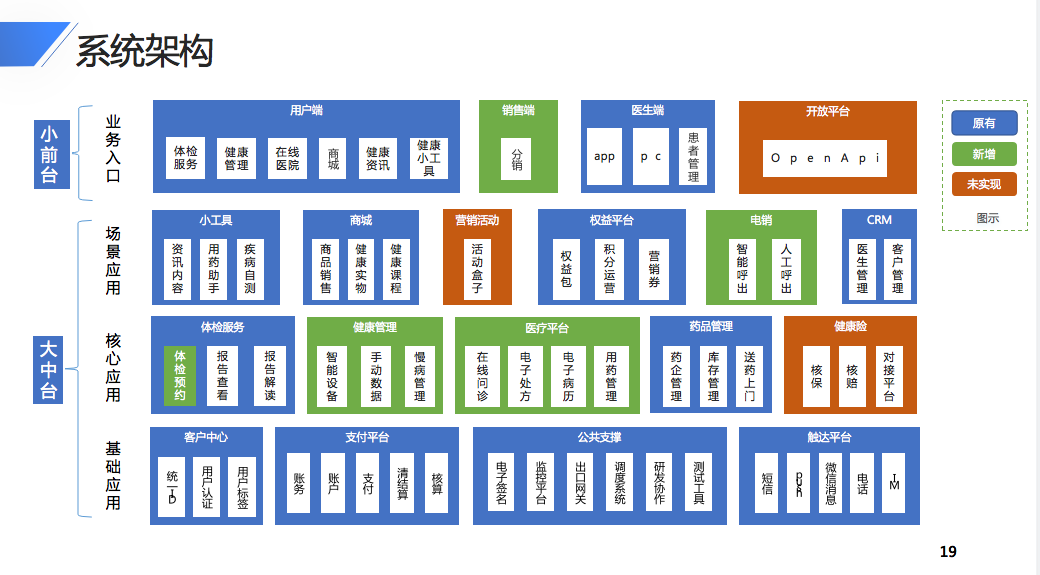 系统架构
小前台
业务入口
用户端
体检服务
健康管理
在线医院
商城
健康资讯
健康小工具
销售端
分销
医生端
app
pc
患者管理
开放平台
OpenApi
原有
新增
未实现
图示
大中台
场景应用
小工具
资讯内容
用药助手
疾病自测
商城
商品销售
健康实物
健康课程
营销活动
活动盒子
权益平台
权益包
积分运营
营销券
电销
智能呼出
人工呼出
CRM
医生管理
客户管理
核心应用
体检服务
体检预约
报告查看
报告解读
健康管理
智能设备
手动数据
慢病管理
医疗平台
在线问诊
电子处方
电子病历
用药管理
药品管理
药企管理
库存管理
送药上门
健康险
核保
核赔
对接平台
基础应用
客户中心
统一ID
用户认证
用户标签
支付平台
账务
账户
支付
清结算
核算
公共支撑
电子签名
监控平台
出口网关
调度系统
研发协作
测试工具
触达平台
短信
push
微信消息
电话
IM
19